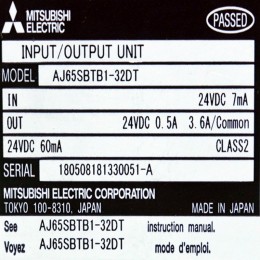 MITSUBISHI
ELECTRIC
PASSED
INPUT/OUTPUT UNIT
MODEL AJ65SBTB1-32DT
IN 24VDC 7mA
OUT 24VDC 0.5A 3.6A/Common
24VDC 60mA CLASS2
SERIAL 180508181330051-A
MITSUBISHI ELECTRIC CORPORATION
TOKYO 100-8310, JAPAN MADE IN JAPAN
See AJ65SBTB1-32DT instruction manual.
Voyez AJ65SBTB1-32DT mode d'emploi.